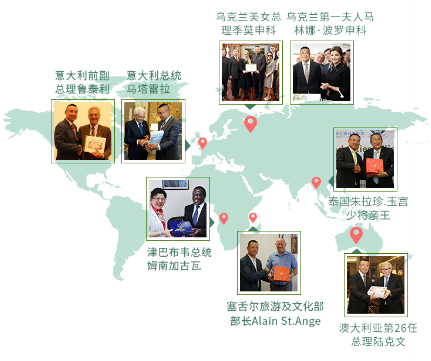 乌克兰美女总
理季莫申科
乌克兰第一夫人马
林娜·波罗申科
意大利前副
总理鲁泰利
意大利总统
马塔雷拉
泰国朱拉珍.玉宫
少将亲王
津巴布韦总统
姆南加古瓦
塞舌尔旅游及文化部
部长Alain St.Ange
澳大利亚第26任
总理陆克文